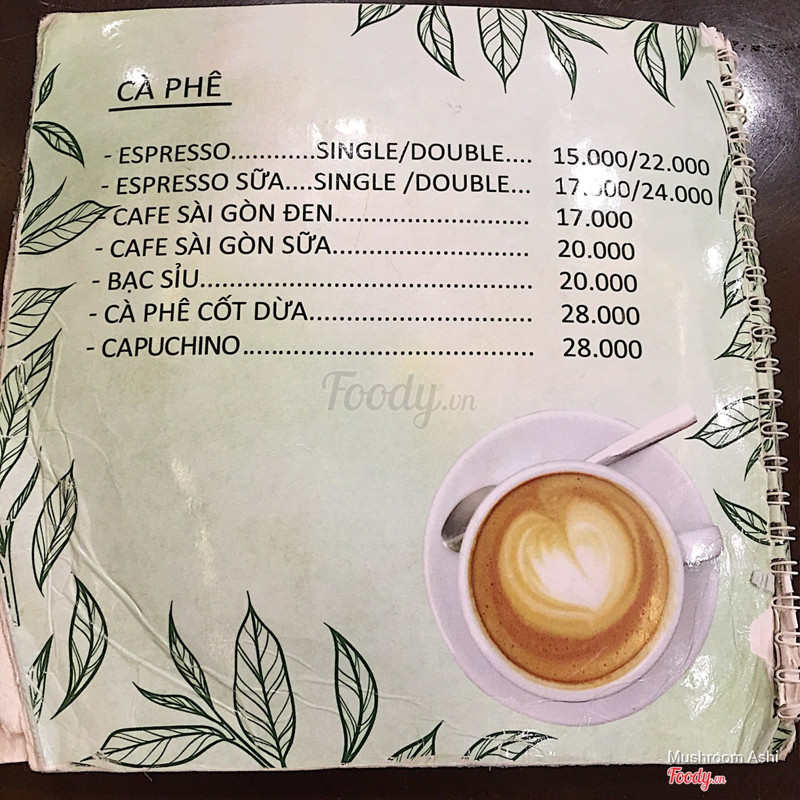 CÀ PHÊ
- ESPRESSO............SINGLE/DOUBLE.... 15.000/22.000
- ESPRESSO SỮA....SINGLE /DOUBLE... /24.000
- CAFE SÀI GÒN ĐEN............................ 17.000
- CAFE SÀI GÒN SỮA............................ 20.000
- BẠC SỈU............................................... 20.000
- CÀ PHÊ CỐT DỪA................................ 28.000
- CAPUCHINO......................................... 28.000
Foody.vn
Mushroom Ashi
Foody.vn